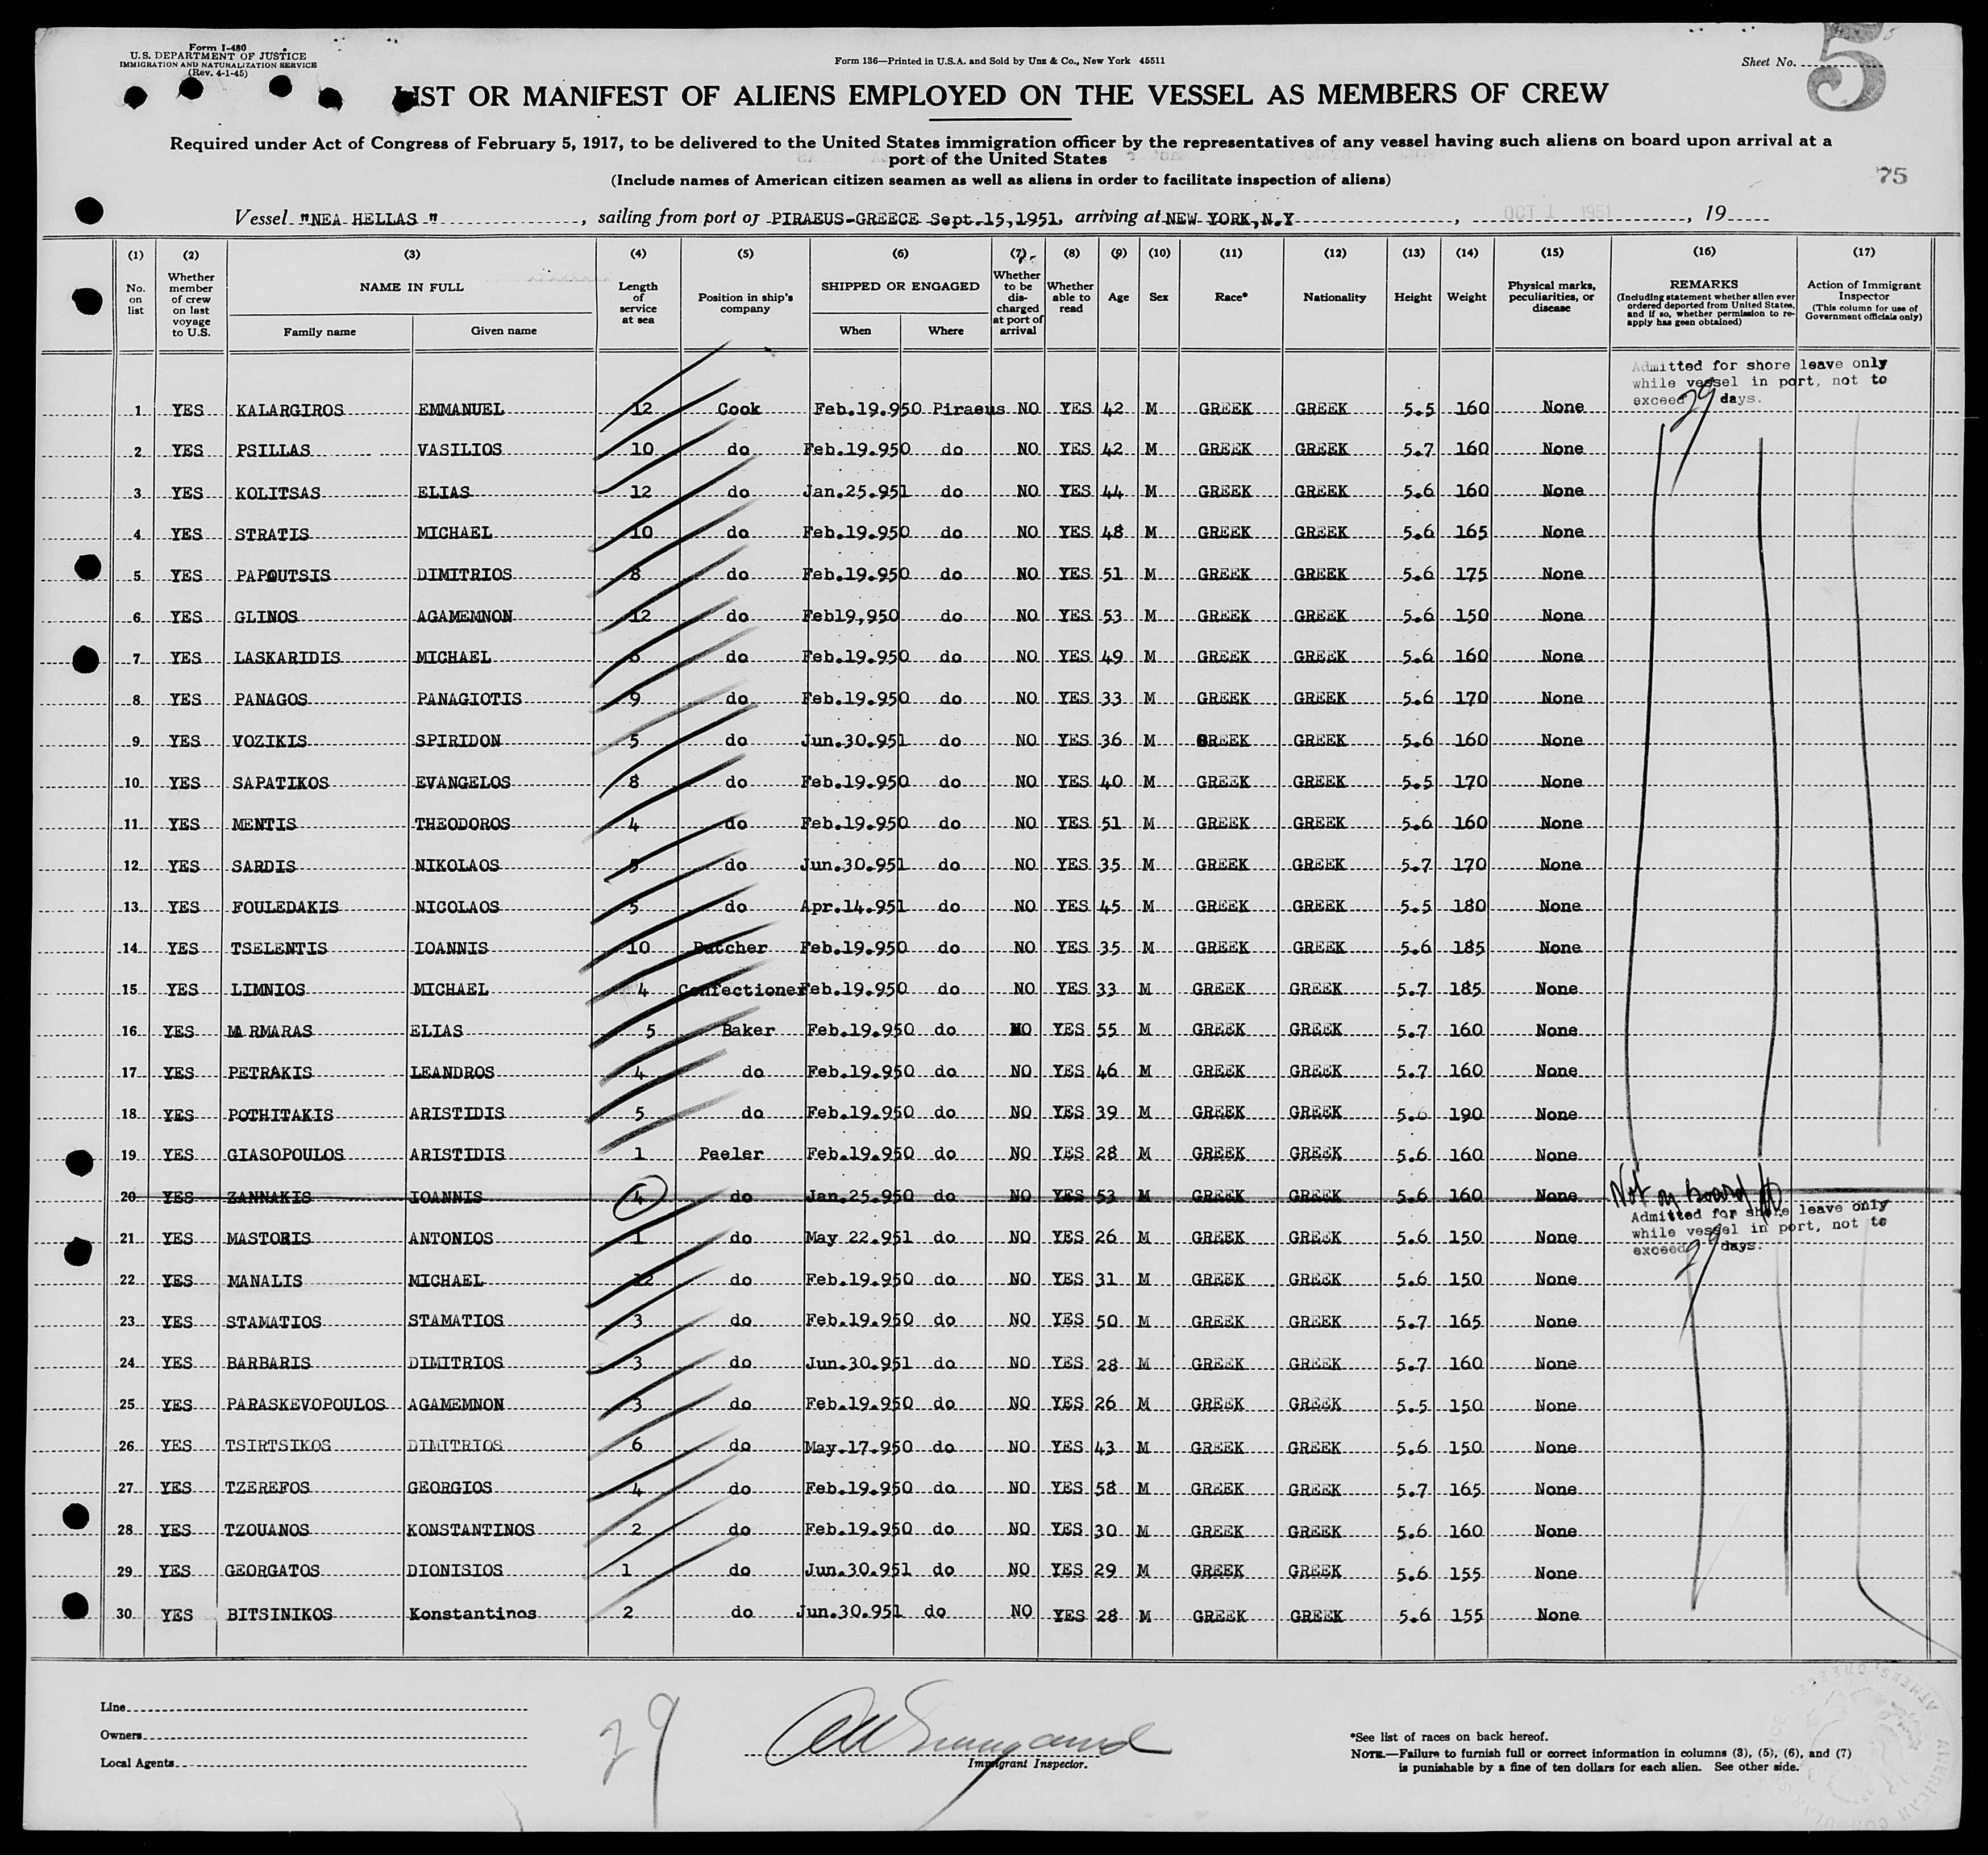 Form I-480
U.S. DEPARTMENT OF JUSTICE
IMMIGRATION AND NATURALIZATION SERVICE
(Rev. 4-1-45)
Form 136—Printed in U.S.A. and Sold by Unz & Co., New York 45511
Sheet No. 5
LIST OR MANIFEST OF ALIENS EMPLOYED ON THE VESSEL AS MEMBERS OF CREW
Required under Act of Congress of February 5, 1917, to be delivered to the United States immigration officer by the representatives of any vessel having such aliens on board upon arrival at a
port of the United States
(Include names of American citizen seamen as well as aliens in order to facilitate inspection of aliens)
75
Vessel "NEA HELLAS ", sailing from port of PIRAEUS-GREECE Sept.15,1951, arriving at NEW YORK,N.Y, OCT 1 1951, 19
(1) (2) (3) (4) (5) (6) (7) (8) (9) (10) (11) (12) (13) (14) (15) (16) (17)
No. on list
Whether member of crew on last voyage to U.S.
NAME IN FULL
Family name Given name
Length of service at sea
Position in ship's company
SHIPPED OR ENGAGED
When Where
Whether to be discharged at port of arrival
Whether able to read
Age Sex Race* Nationality Height Weight
Physical marks, peculiarities, or disease
REMARKS
(Including statement whether alien ever ordered deported from United States, and if so, whether permission to re-apply has geen obtained)
Action of Immigrant Inspector
(This column for use of Government officials only)
Admitted for shore leave only
while vessel in port, not to
exceed 29 days.
1 YES KALARGIROS EMMANUEL 12 Cook Feb.19.950 Piraeus NO YES 42 M GREEK GREEK 5.5 160 None
2 YES PSILLAS VASILIOS 10 do Feb.19.950 do NO YES 42 M GREEK GREEK 5.7 160 None
3 YES KOLITSAS ELIAS 12 do Jan.25.951 do NO YES 44 M GREEK GREEK 5.6 160 None
4 YES STRATIS MICHAEL 10 do Feb.19.950 do NO YES 48 M GREEK GREEK 5.6 165 None
5 YES PAPOUTSIS DIMITRIOS 8 do Feb.19.950 do NO YES 51 M GREEK GREEK 5.6 175 None
6 YES GLINOS AGAMEMNON 12 do Feb19,950 do NO YES 53 M GREEK GREEK 5.6 150 None
7 YES LASKARIDIS MICHAEL 6 do Feb.19.950 do NO YES 49 M GREEK GREEK 5.6 160 None
8 YES PANAGOS PANAGIOTIS 9 do Feb.19.950 do NO YES 33 M GREEK GREEK 5.6 170 None
9 YES VOZIKIS SPIRIDON 5 do Jun.30.951 do NO YES 36 M GREEK GREEK 5.6 160 None
10 YES SAPATIKOS EVANGELOS 8 do Feb.19.950 do NO YES 40 M GREEK GREEK 5.5 170 None
11 YES MENTIS THEODOROS 4 do Feb.19.950 do NO YES 51 M GREEK GREEK 5.6 160 None
12 YES SARDIS NIKOLAOS 5 do Jun.30.951 do NO YES 35 M GREEK GREEK 5.7 170 None
13 YES FOULEDAKIS NICOLAOS 5 do Apr.14.951 do NO YES 45 M GREEK GREEK 5.5 180 None
14 YES TSELENTIS IOANNIS 10 Butcher Feb.19.950 do NO YES 35 M GREEK GREEK 5.6 185 None
15 YES LIMNIOS MICHAEL 4 Confectioner Feb.19.950 do NO YES 33 M GREEK GREEK 5.7 185 None
16 YES MARMARAS ELIAS 5 Baker Feb.19.950 do NO YES 55 M GREEK GREEK 5.7 160 None
17 YES PETRAKIS LEANDROS 4 do Feb.19.950 do NO YES 46 M GREEK GREEK 5.7 160 None
18 YES POTHITAKIS ARISTIDIS 5 do Feb.19.950 do NO YES 39 M GREEK GREEK 5.6 190 None
19 YES GIASOPOULOS ARISTIDIS 1 Peeler Feb.19.950 do NO YES 28 M GREEK GREEK 5.6 160 None
20 YES ZANNAKIS IOANNIS 4 do Jan.25.950 do NO YES 53 M GREEK GREEK 5.6 160 None Not on board
Admitted for shore leave only
while vessel in port, not to
exceed 29 days.
21 YES MASTORIS ANTONIOS 1 do May 22.951 do NO YES 26 M GREEK GREEK 5.6 150 None
22 YES MANALIS MICHAEL 12 do Feb.19.950 do NO YES 31 M GREEK GREEK 5.6 150 None
23 YES STAMATIOS STAMATIOS 3 do Feb.19.950 do NO YES 50 M GREEK GREEK 5.7 165 None
24 YES BARBARIS DIMITRIOS 3 do Jun.30.951 do NO YES 28 M GREEK GREEK 5.7 160 None
25 YES PARASKEVOPOULOS AGAMEMNON 3 do Feb.19.950 do NO YES 26 M GREEK GREEK 5.5 150 None
26 YES TSIRTSIKOS DIMITRIOS 6 do May.17.950 do NO YES 43 M GREEK GREEK 5.6 150 None
27 YES TZEREFOS GEORGIOS 4 do Feb.19.950 do NO YES 58 M GREEK GREEK 5.7 165 None
28 YES TZOUANOS KONSTANTINOS 2 do Feb.19.950 do NO YES 30 M GREEK GREEK 5.6 160 None
29 YES GEORGATOS DIONISIOS 1 do Jun.30.951 do NO YES 29 M GREEK GREEK 5.6 155 None
30 YES BITSINIKOS Konstantinos 2 do Jun.30.951 do NO YES 28 M GREEK GREEK 5.6 155 None
Line
Owners
Local Agents
29
Immigrant Inspector.
*See list of races on back hereof.
NOTE.—Failure to furnish full or correct information in columns (3), (5), (6), and (7)
is punishable by a fine of ten dollars for each alien. See other side.